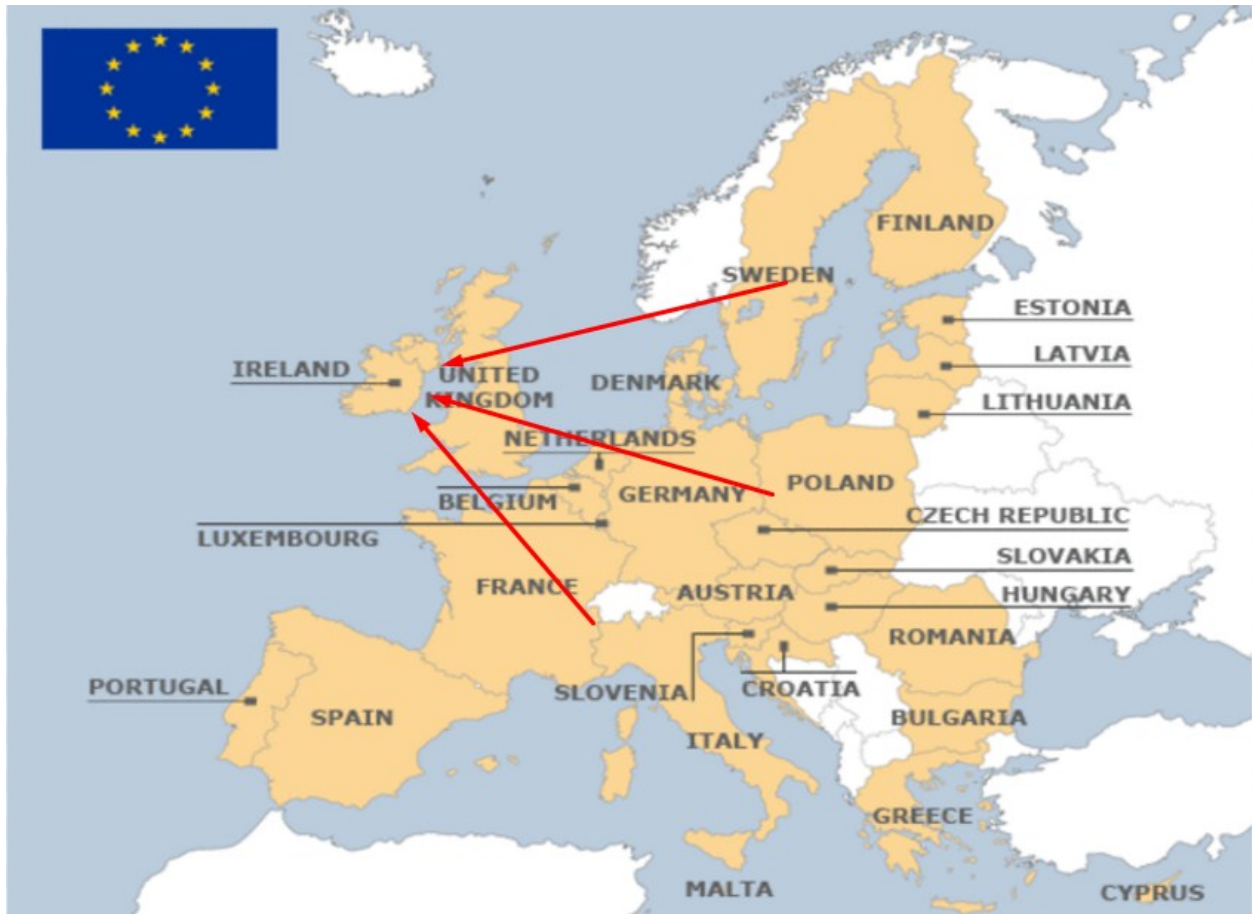 FINLAND
SWEDEN
ESTONIA
IRELAND
LATVIA
UNITED
KINGDOM
DENMARK
LITHUANIA
NETHERLANDS
BELGIUM
GERMANY
POLAND
LUXEMBOURG
CZECH REPUBLIC
SLOVAKIA
FRANCE
AUSTRIA
HUNGARY
ROMANIA
PORTUGAL
SLOVENIA
CROATIA
SPAIN
BULGARIA
ITALY
GREECE
MALTA
CYPRUS